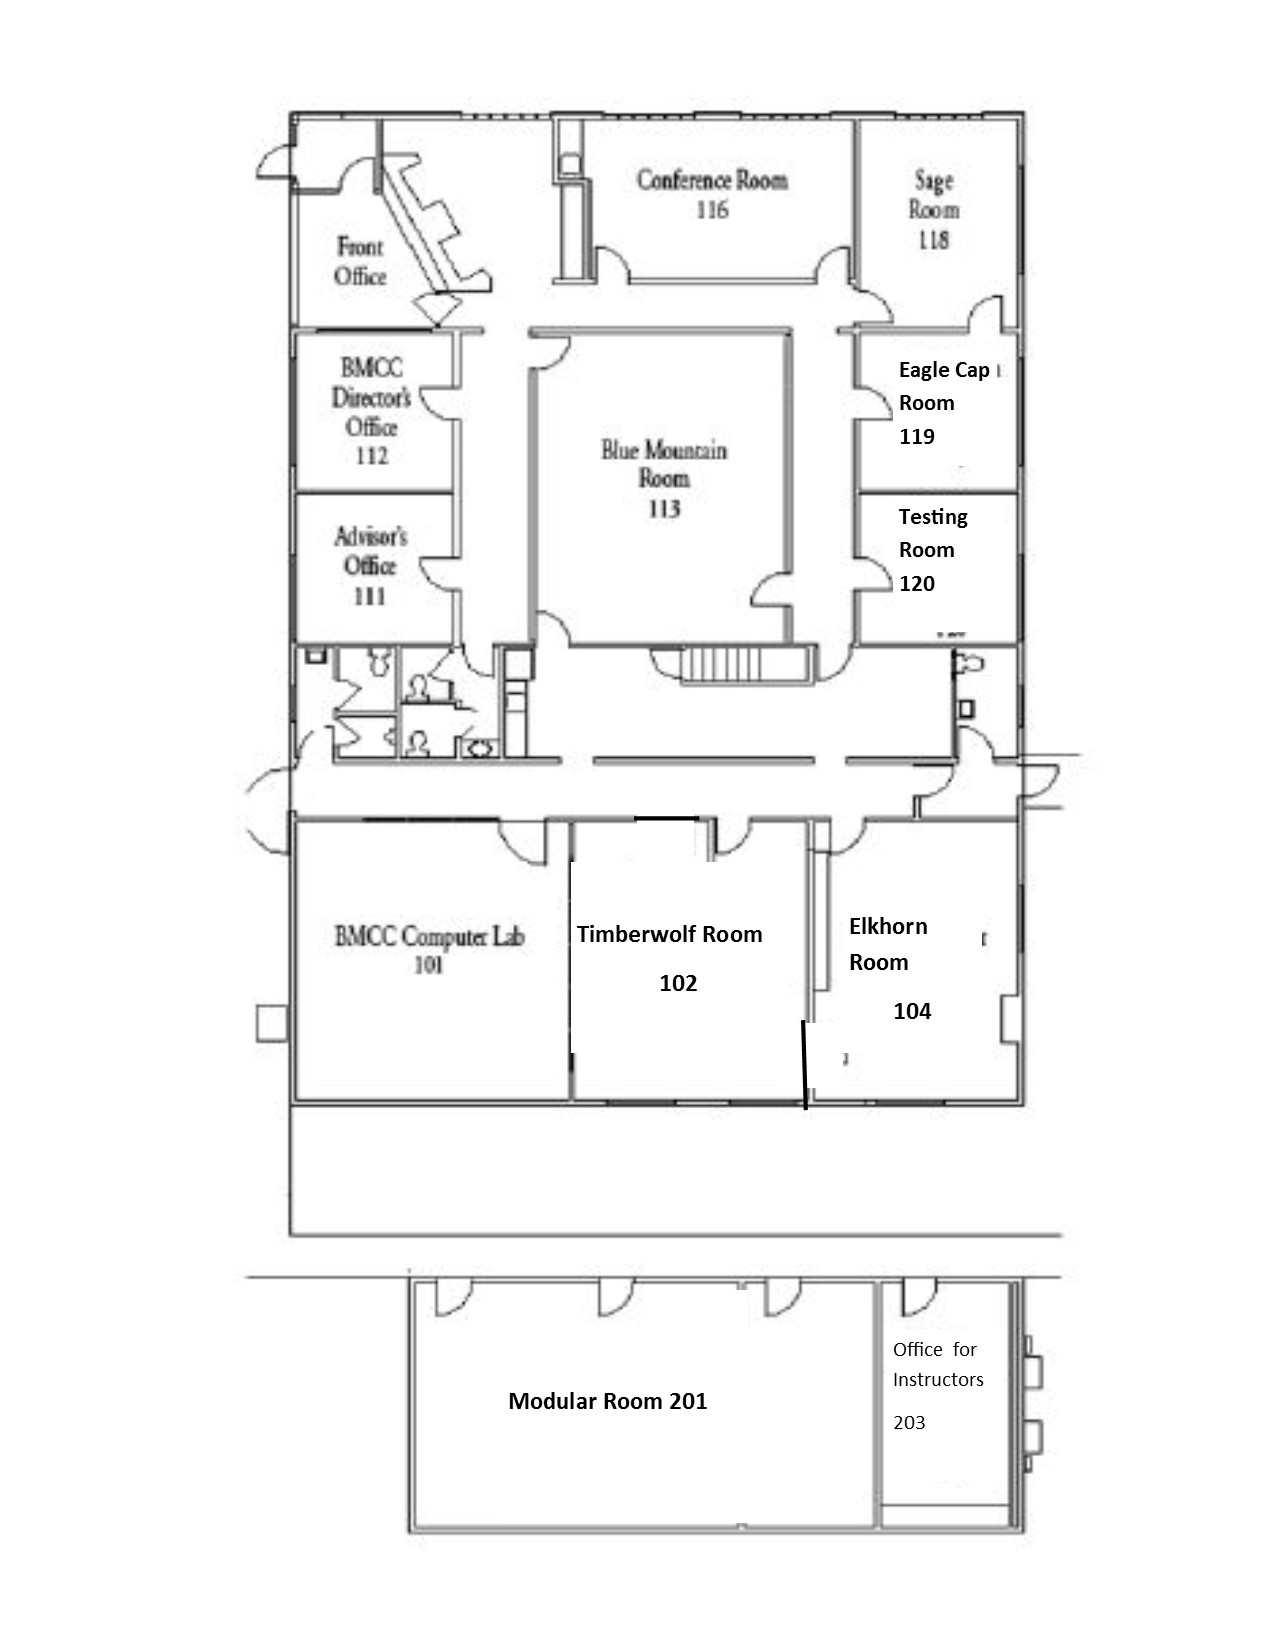 Conference Room
116
Sage
Room
118
Front
Office
BMCC
Director's
Office
112
Eagle Cap
Room
119
Blue Mountain
Room
113
Advisor's
Office
111
Testing
Room
120
BMCC Computer Lab
101
Timberwolf Room
102
Elkhorn
Room
104
Modular Room 201
Office for
Instructors
203